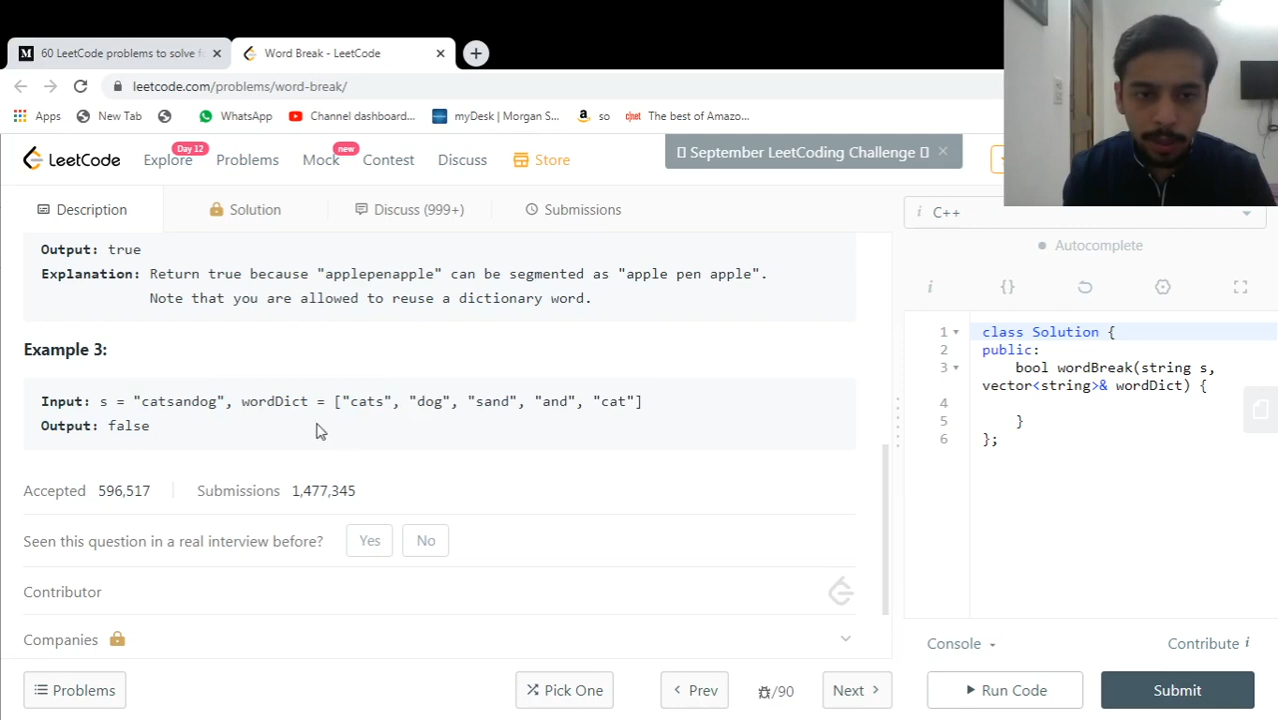 60 LeetCode problems to solve f
Word Break - LeetCode
leetcode.com/problems/word-break/
Apps
New Tab
WhatsApp
Channel dashboard...
myDesk | Morgan S...
so
c|net The best of Amazo...
LeetCode
Explore
Day 12
Problems
Mock
new
Contest
Discuss
Store
September LeetCoding Challenge
Description
Solution
Discuss (999+)
Submissions
i C++
Autocomplete
Output: true
Explanation: Return true because "applepenapple" can be segmented as "apple pen apple".
Note that you are allowed to reuse a dictionary word.
Example 3:
Input: s = "catsandog", wordDict = ["cats", "dog", "sand", "and", "cat"]
Output: false
Accepted 596,517
Submissions 1,477,345
Seen this question in a real interview before?
Yes
No
Contributor
Companies
i {}
1 class Solution {
2 public:
3 bool wordBreak(string s,
vector<string>& wordDict) {
4
5 }
6 };
Console
Contribute i
Problems
Pick One
Prev
/90
Next
Run Code
Submit